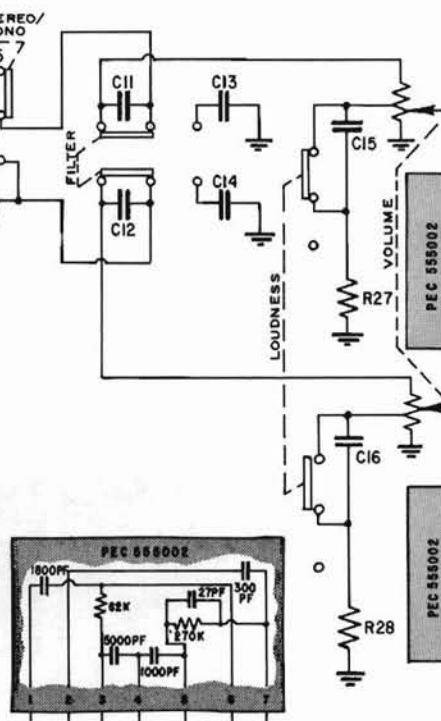 EREO/
ONO
7
C11
C13
C15
FILTER
C14
C12
VOLUME
PEC 555002
LOUDNESS
R27
C16
PEC 555002
R28
PEC 555002
1800PF
300
PF
27PF
62K
270K
5000PF
1000PF
1 2 3 4 5 6 7